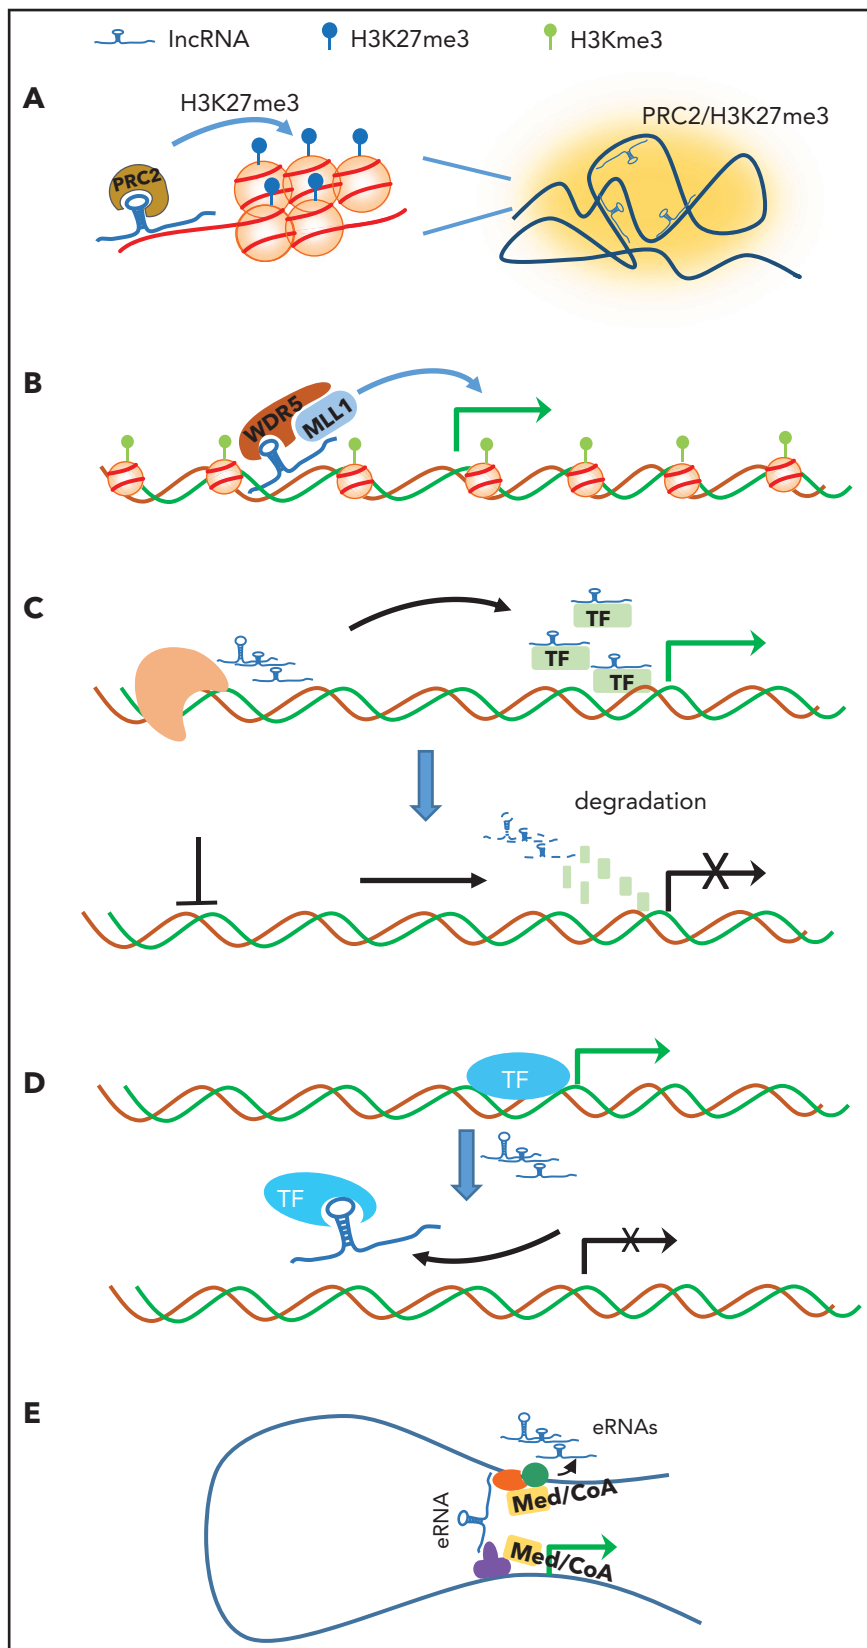 lncRNA H3K27me3 H3Kme3
A
H3K27me3
PRC2/H3K27me3
PRC2
B
WDR5
MLL1
C
TF
TF
TF
degradation
X
D
TF
TF
X
E
eRNAs
Med/CoA
eRNA
Med/CoA